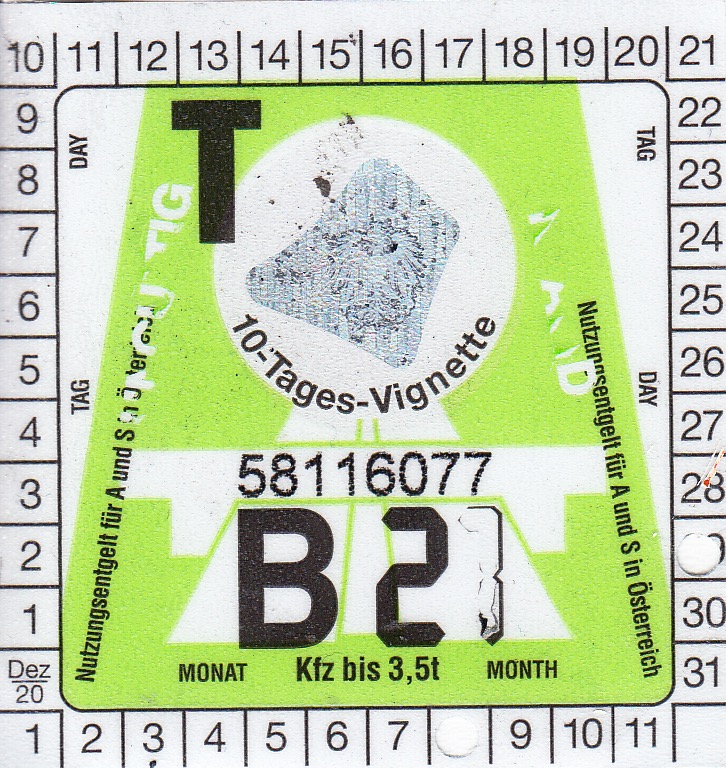 10 11 12 13 14 15 16 17 18 19 20 21
9 22
8 23
7 24
6 25
5 26
4 27
3 28
2
1 30
Dez 20 31
1 2 3 4 5 6 7 9 10 11
DAY
TAG
T
TAG
DAY
10-Tages-Vignette
58116077
B 21
MONAT Kfz bis 3,5t MONTH
Nutzungsentgelt für A und S in
Nutzungsentgelt für A und S in Österreich